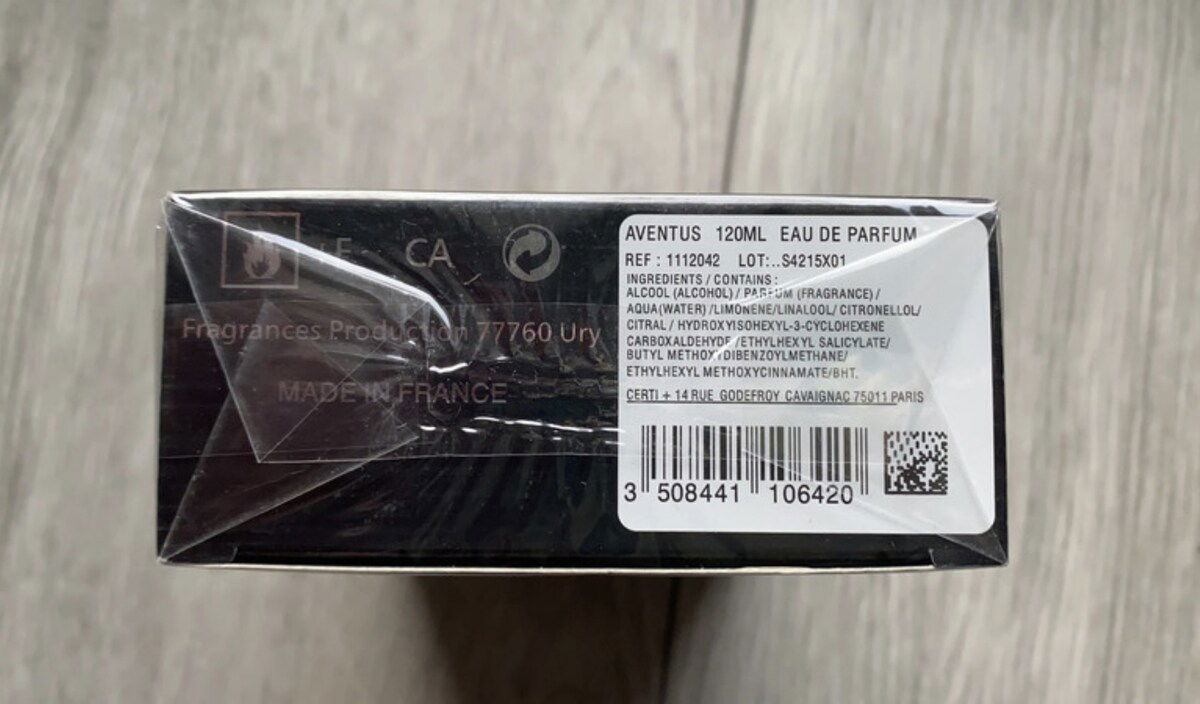 / E CA
Fragrances Production 77760 Ury
MADE IN FRANCE
AVENTUS 120ML EAU DE PARFUM
REF : 1112042 LOT:..S4215X01
INGREDIENTS / CONTAINS :
ALCOOL (ALCOHOL) / PARFUM (FRAGRANCE) /
AQUA(WATER) /LIMONENE/LINALOOL/ CITRONELLOL/
CITRAL / HYDROXYISOHEXYL-3-CYCLOHEXENE
CARBOXALDEHYDE /ETHYLHEXYL SALICYLATE/
BUTYL METHOXYDIBENZOYLMETHANE/
ETHYLHEXYL METHOXYCINNAMATE/BHT.
CERTI + 14 RUE GODEFROY CAVAIGNAC 75011 PARIS
3 508441 106420